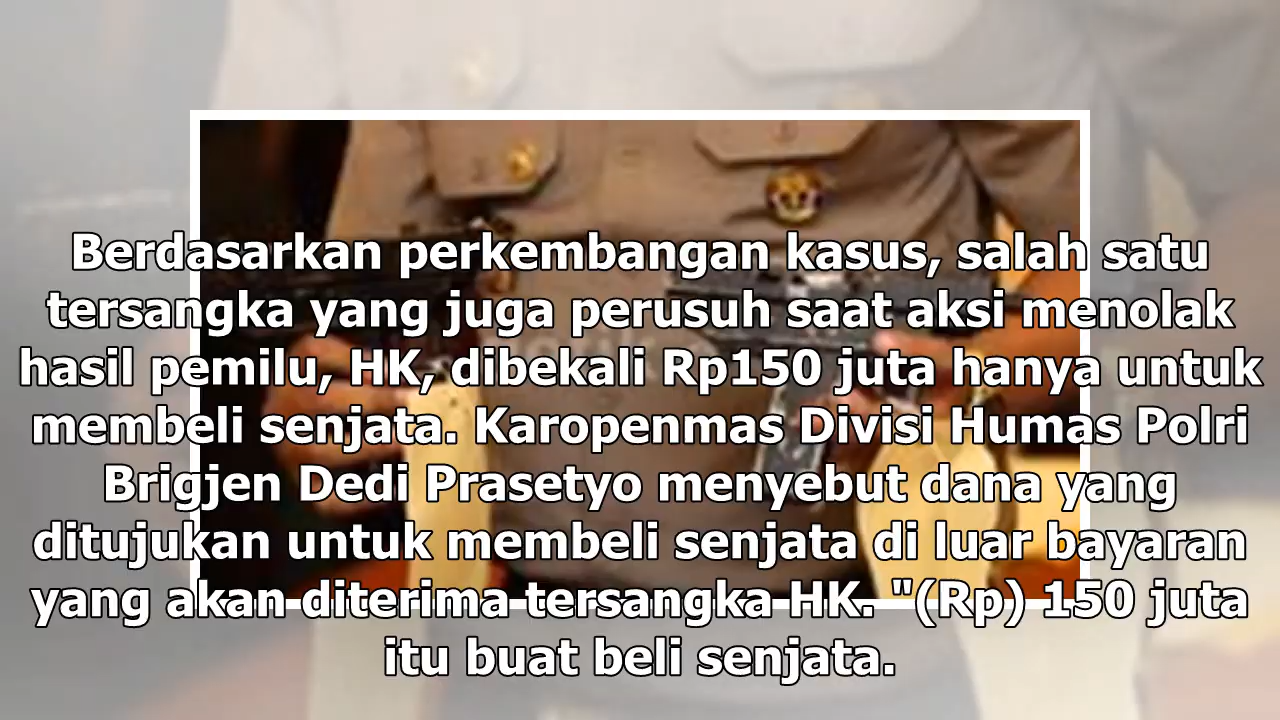 Berdasarkan perkembangan kasus, salah satu
tersangka yang juga perusuh saat aksi menolak
hasil pemilu, HK, dibekali Rp150 juta hanya untuk
membeli senjata. Karopenmas Divisi Humas Polri
Brigjen Dedi Prasetyo menyebut dana yang
ditujukan untuk membeli senjata di luar bayaran
yang akan diterima tersangka HK. "(Rp) 150 juta
itu buat beli senjata.